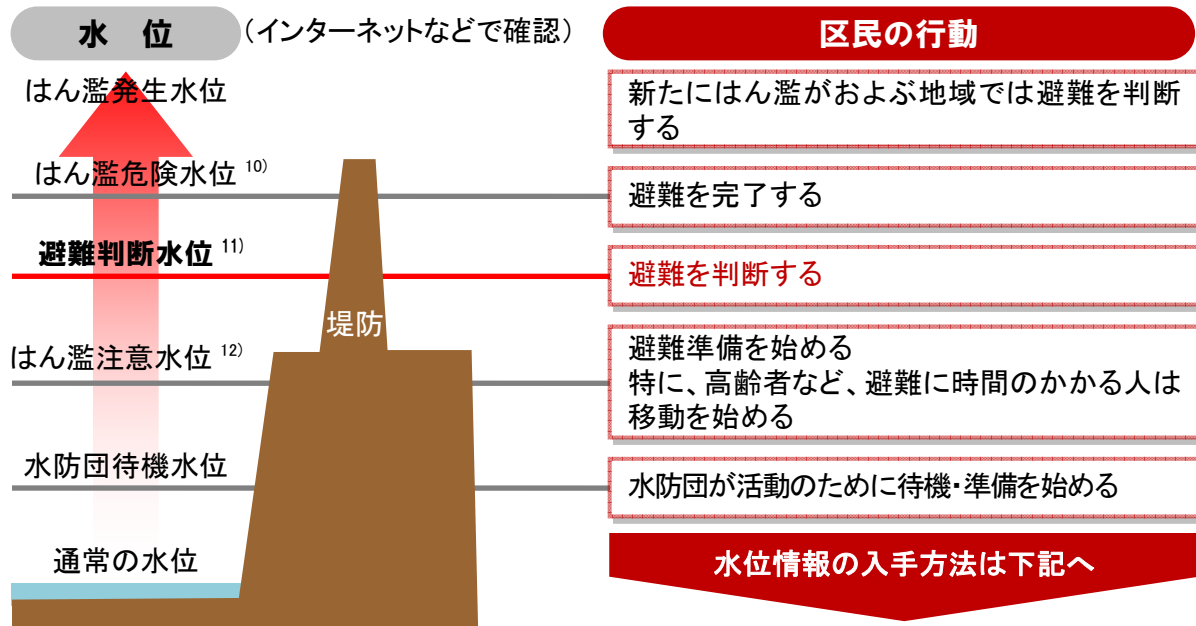 水　位
（インターネットなどで確認）
区民の行動
はん濫発生水位
新たにはん濫がおよぶ地域では避難を判断
する
はん濫危険水位 10)
避難を完了する
避難判断水位 11)
避難を判断する
堤防
はん濫注意水位 12)
避難準備を始める
特に、高齢者など、避難に時間のかかる人は
移動を始める
水防団待機水位
水防団が活動のために待機・準備を始める
通常の水位
水位情報の入手方法は下記へ